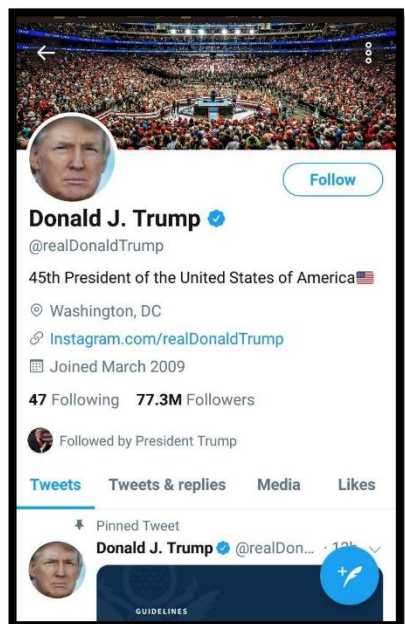 Follow
Donald J. Trump
@realDonaldTrump
45th President of the United States of America🇺🇸
Washington, DC
Instagram.com/realDonaldTrump
Joined March 2009
47 Following 77.3M Followers
Followed by President Trump
Tweets Tweets & replies Media Likes
Pinned Tweet
Donald J. Trump @realDon... · 12h
GUIDELINES